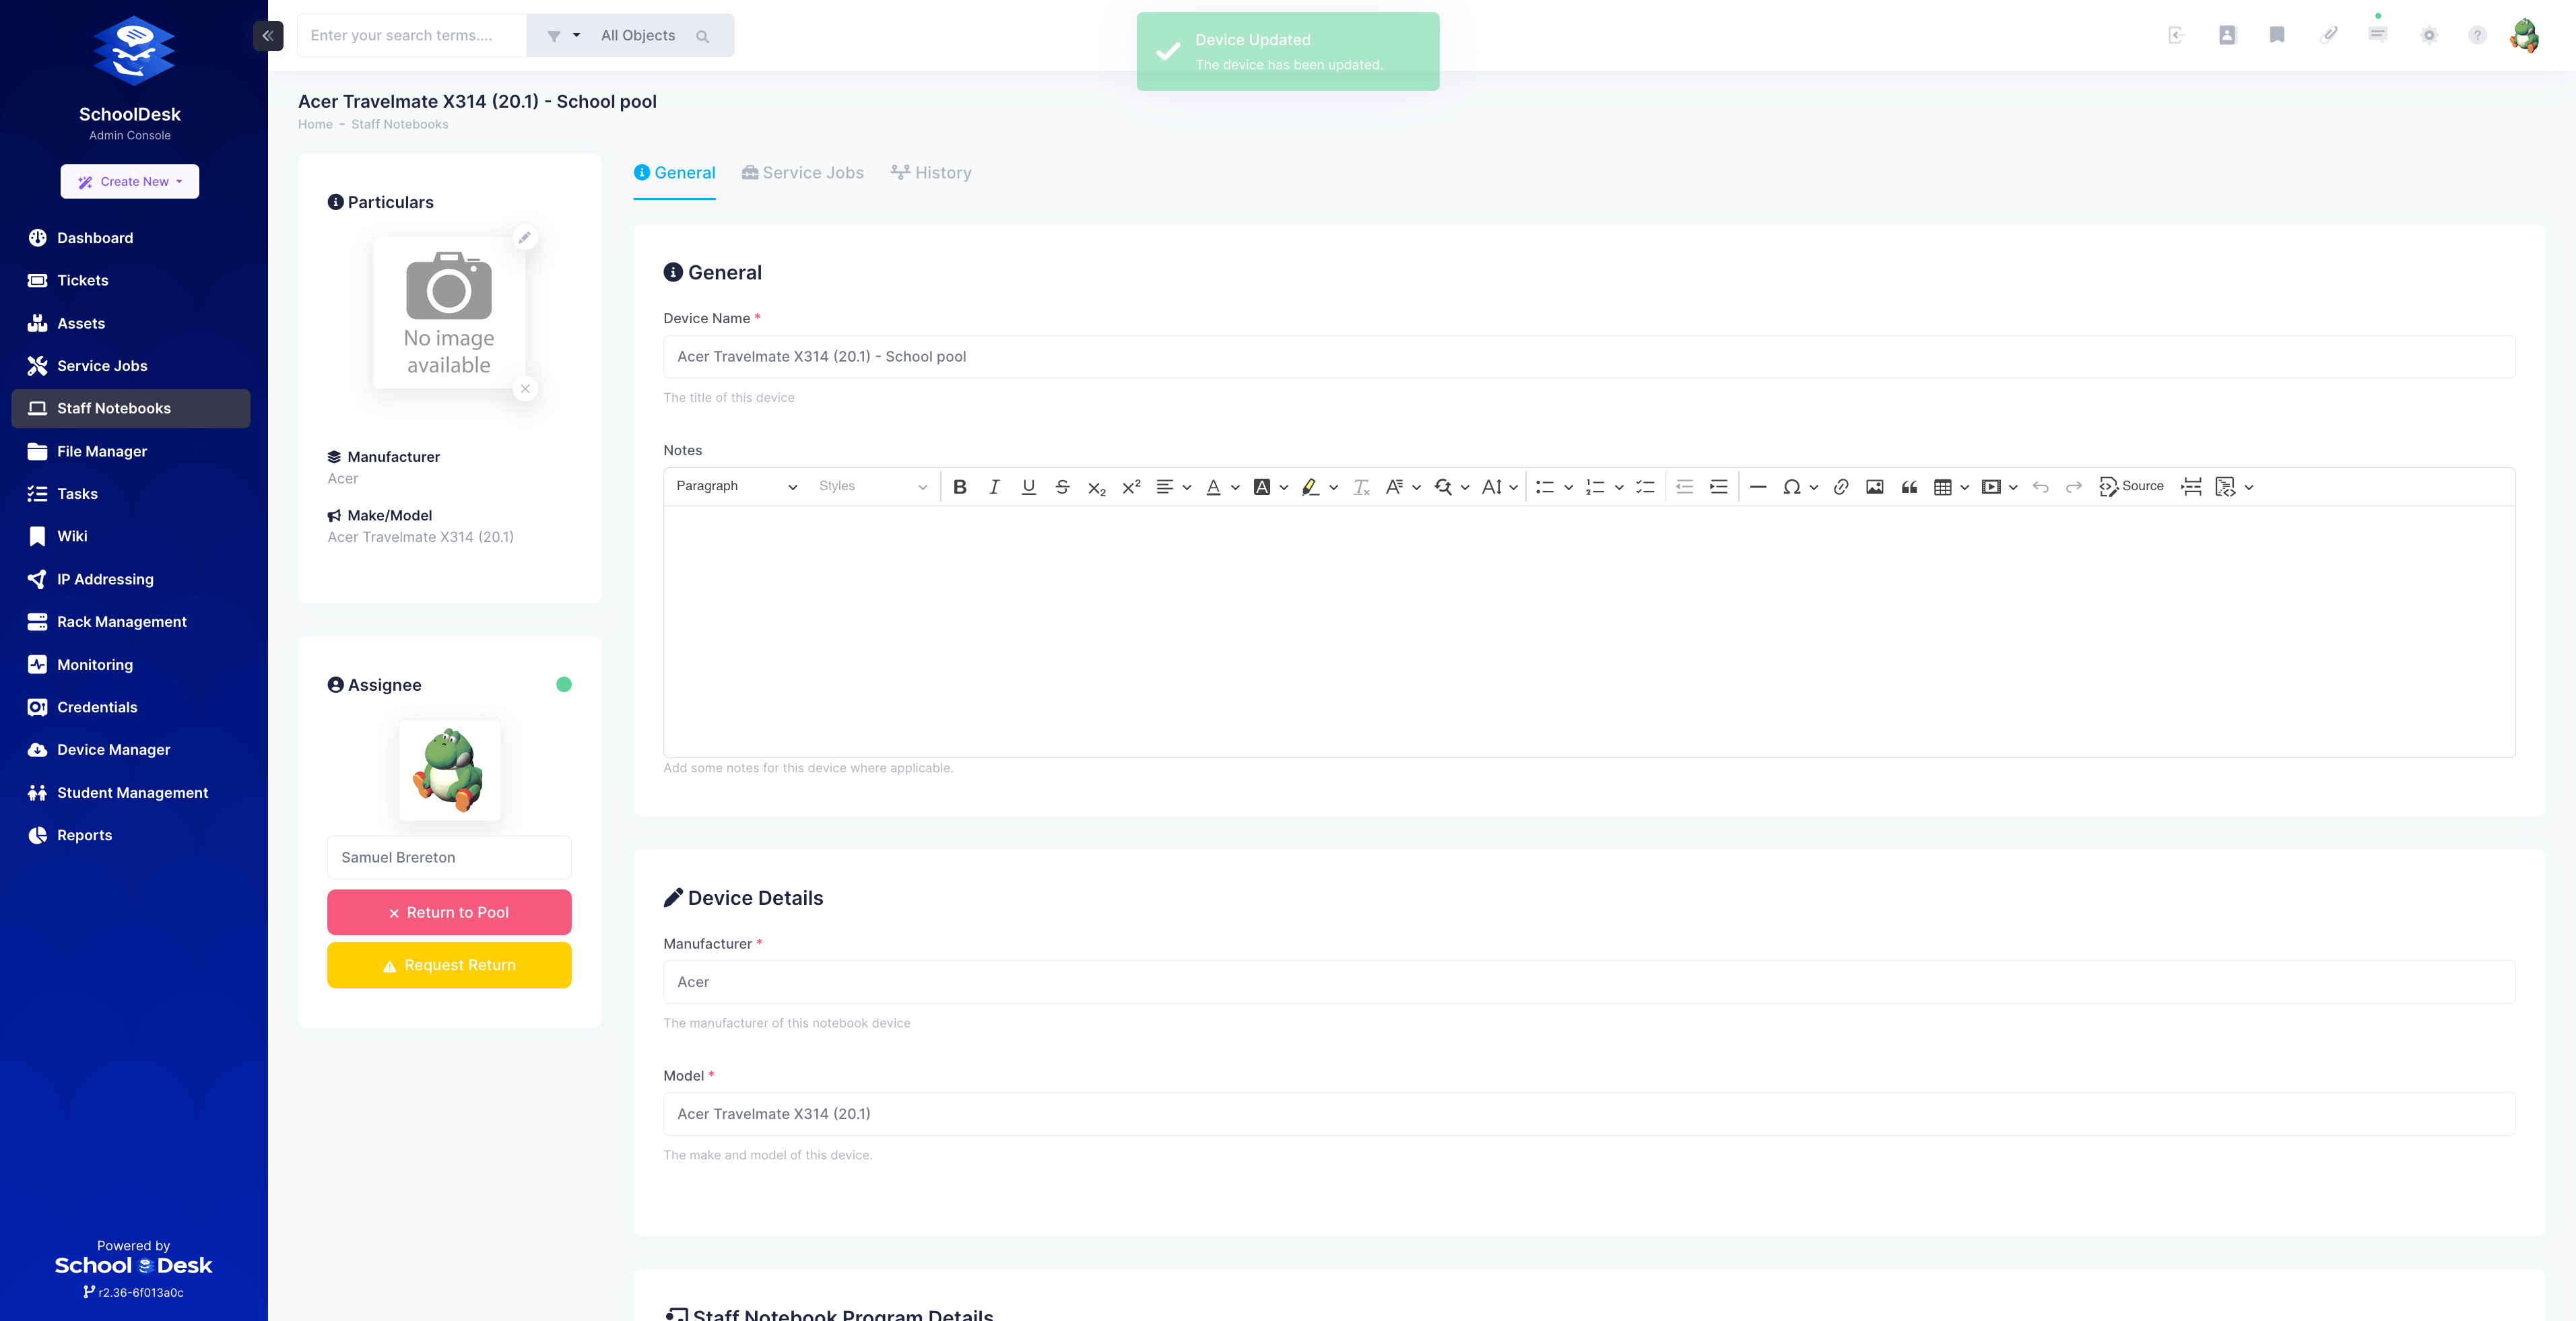 SchoolDesk
Admin Console
Create New
Dashboard
Tickets
Assets
Service Jobs
Staff Notebooks
File Manager
Tasks
Wiki
IP Addressing
Rack Management
Monitoring
Credentials
Device Manager
Student Management
Reports
Powered by
School Desk
r2.36-6f013a0c
Enter your search terms....
All Objects
Device Updated
The device has been updated.
Acer Travelmate X314 (20.1) - School pool
Home - Staff Notebooks
Particulars
No image
available
Manufacturer
Acer
Make/Model
Acer Travelmate X314 (20.1)
Assignee
Samuel Brereton
Return to Pool
Request Return
General Service Jobs History
General
Device Name *
Acer Travelmate X314 (20.1) - School pool
The title of this device
Notes
Paragraph Styles Source
Add some notes for this device where applicable.
Device Details
Manufacturer *
Acer
The manufacturer of this notebook device
Model *
Acer Travelmate X314 (20.1)
The make and model of this device.
Staff Notebook Program Details